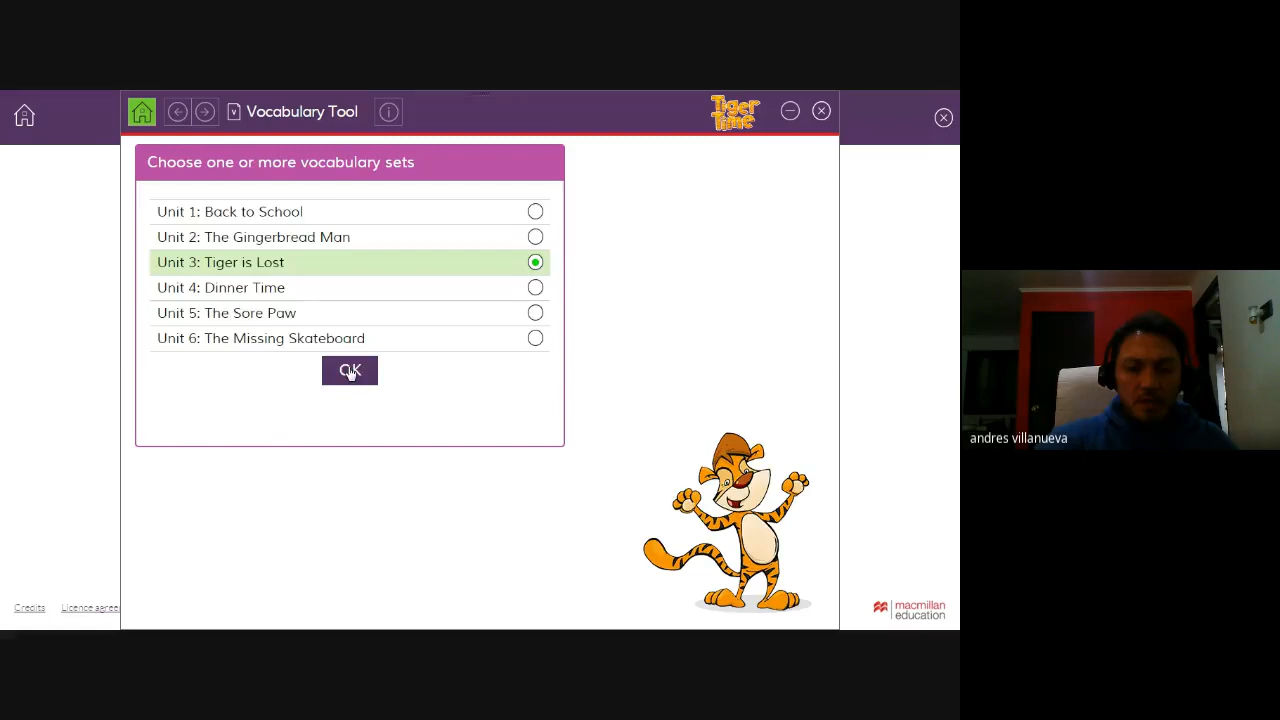 Vocabulary Tool
Tiger Time
Choose one or more vocabulary sets
Unit 1: Back to School
Unit 2: The Gingerbread Man
Unit 3: Tiger is Lost
Unit 4: Dinner Time
Unit 5: The Sore Paw
Unit 6: The Missing Skateboard
OK
andres villanueva
Credits
Licence agree
macmillan
education